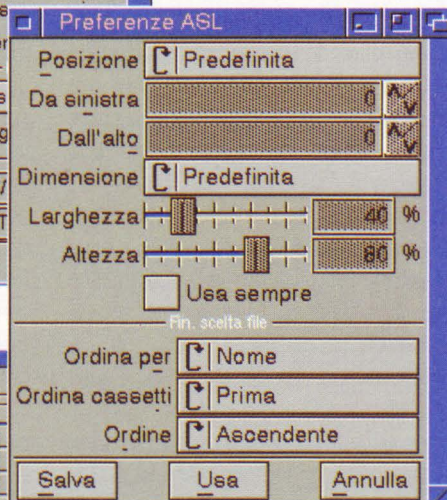 Preferenze ASL
Posizione Predefinita
Da sinistra 0
Dall'alto 0
Dimensione Predefinita
Larghezza 40 %
Altezza 80 %
Usa sempre
Fin. scelta file
Ordina per Nome
Ordina cassetti Prima
Ordine Ascendente
Salva Usa Annulla